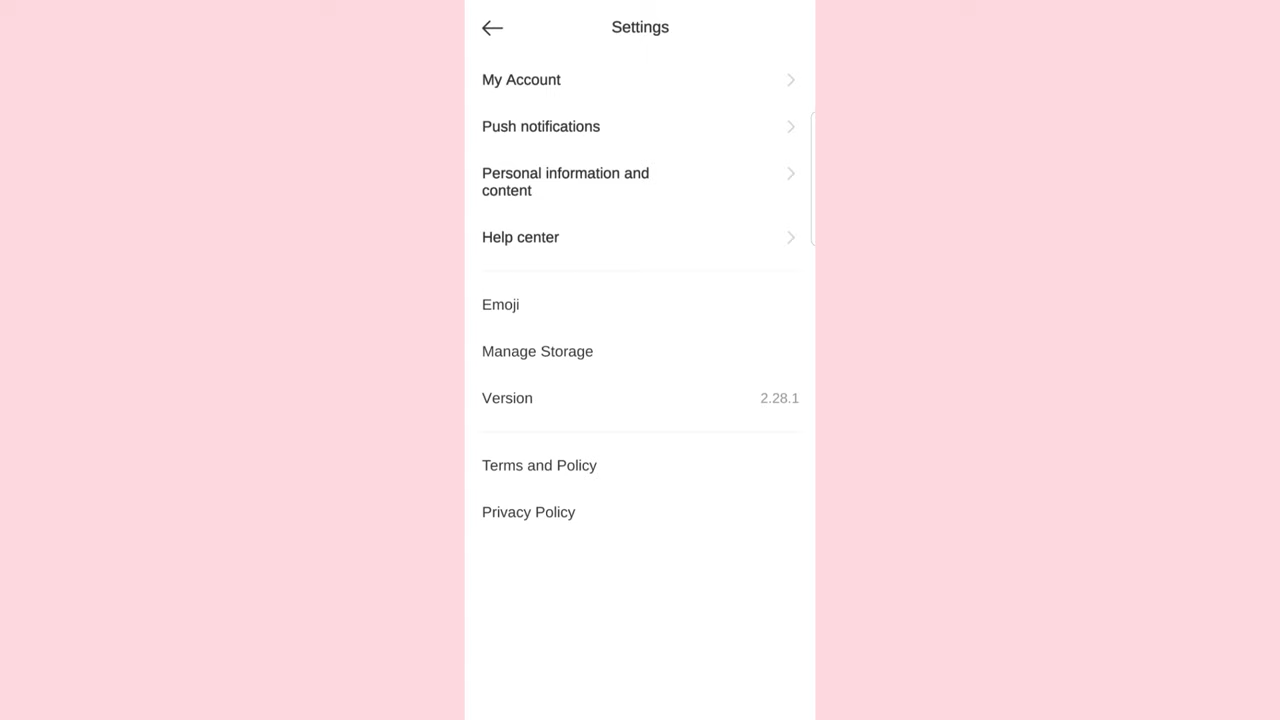 Settings
My Account
Push notifications
Personal information and
content
Help center
Emoji
Manage Storage
Version 2.28.1
Terms and Policy
Privacy Policy